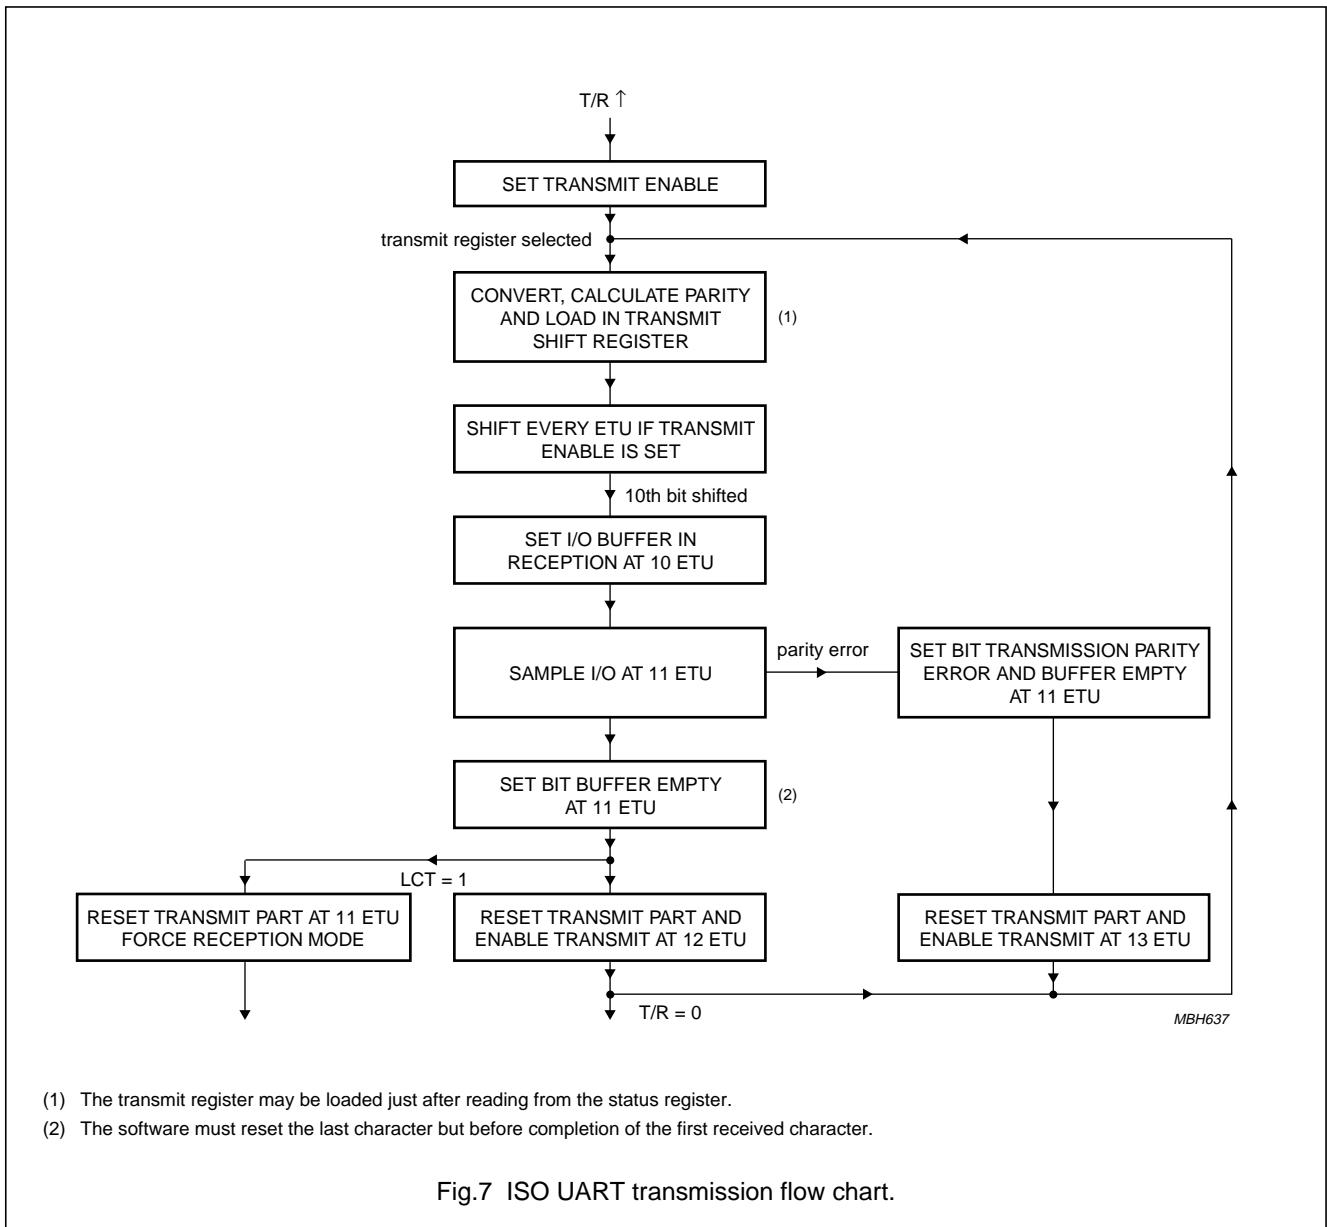 T/R ↑
SET TRANSMIT ENABLE
transmit register selected
CONVERT, CALCULATE PARITY
AND LOAD IN TRANSMIT
SHIFT REGISTER
(1)
SHIFT EVERY ETU IF TRANSMIT
ENABLE IS SET
10th bit shifted
SET I/O BUFFER IN
RECEPTION AT 10 ETU
SAMPLE I/O AT 11 ETU
parity error
SET BIT TRANSMISSION PARITY
ERROR AND BUFFER EMPTY
AT 11 ETU
SET BIT BUFFER EMPTY
AT 11 ETU
(2)
LCT = 1
RESET TRANSMIT PART AT 11 ETU
FORCE RECEPTION MODE
RESET TRANSMIT PART AND
ENABLE TRANSMIT AT 12 ETU
RESET TRANSMIT PART AND
ENABLE TRANSMIT AT 13 ETU
T/R = 0
MBH637
(1) The transmit register may be loaded just after reading from the status register.
(2) The software must reset the last character but before completion of the first received character.
Fig.7 ISO UART transmission flow chart.